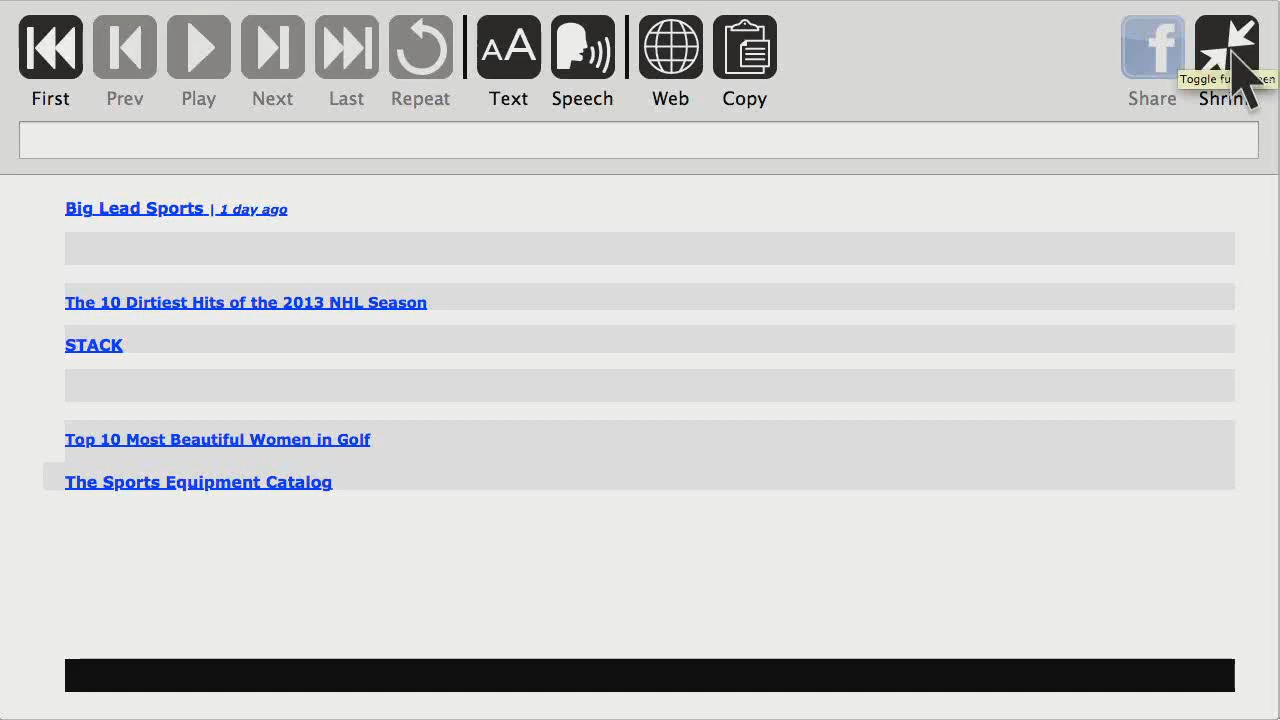 First Prev Play Next Last Repeat Text Speech Web Copy Share
Big Lead Sports | 1 day ago
The 10 Dirtiest Hits of the 2013 NHL Season
STACK
Top 10 Most Beautiful Women in Golf
The Sports Equipment Catalog